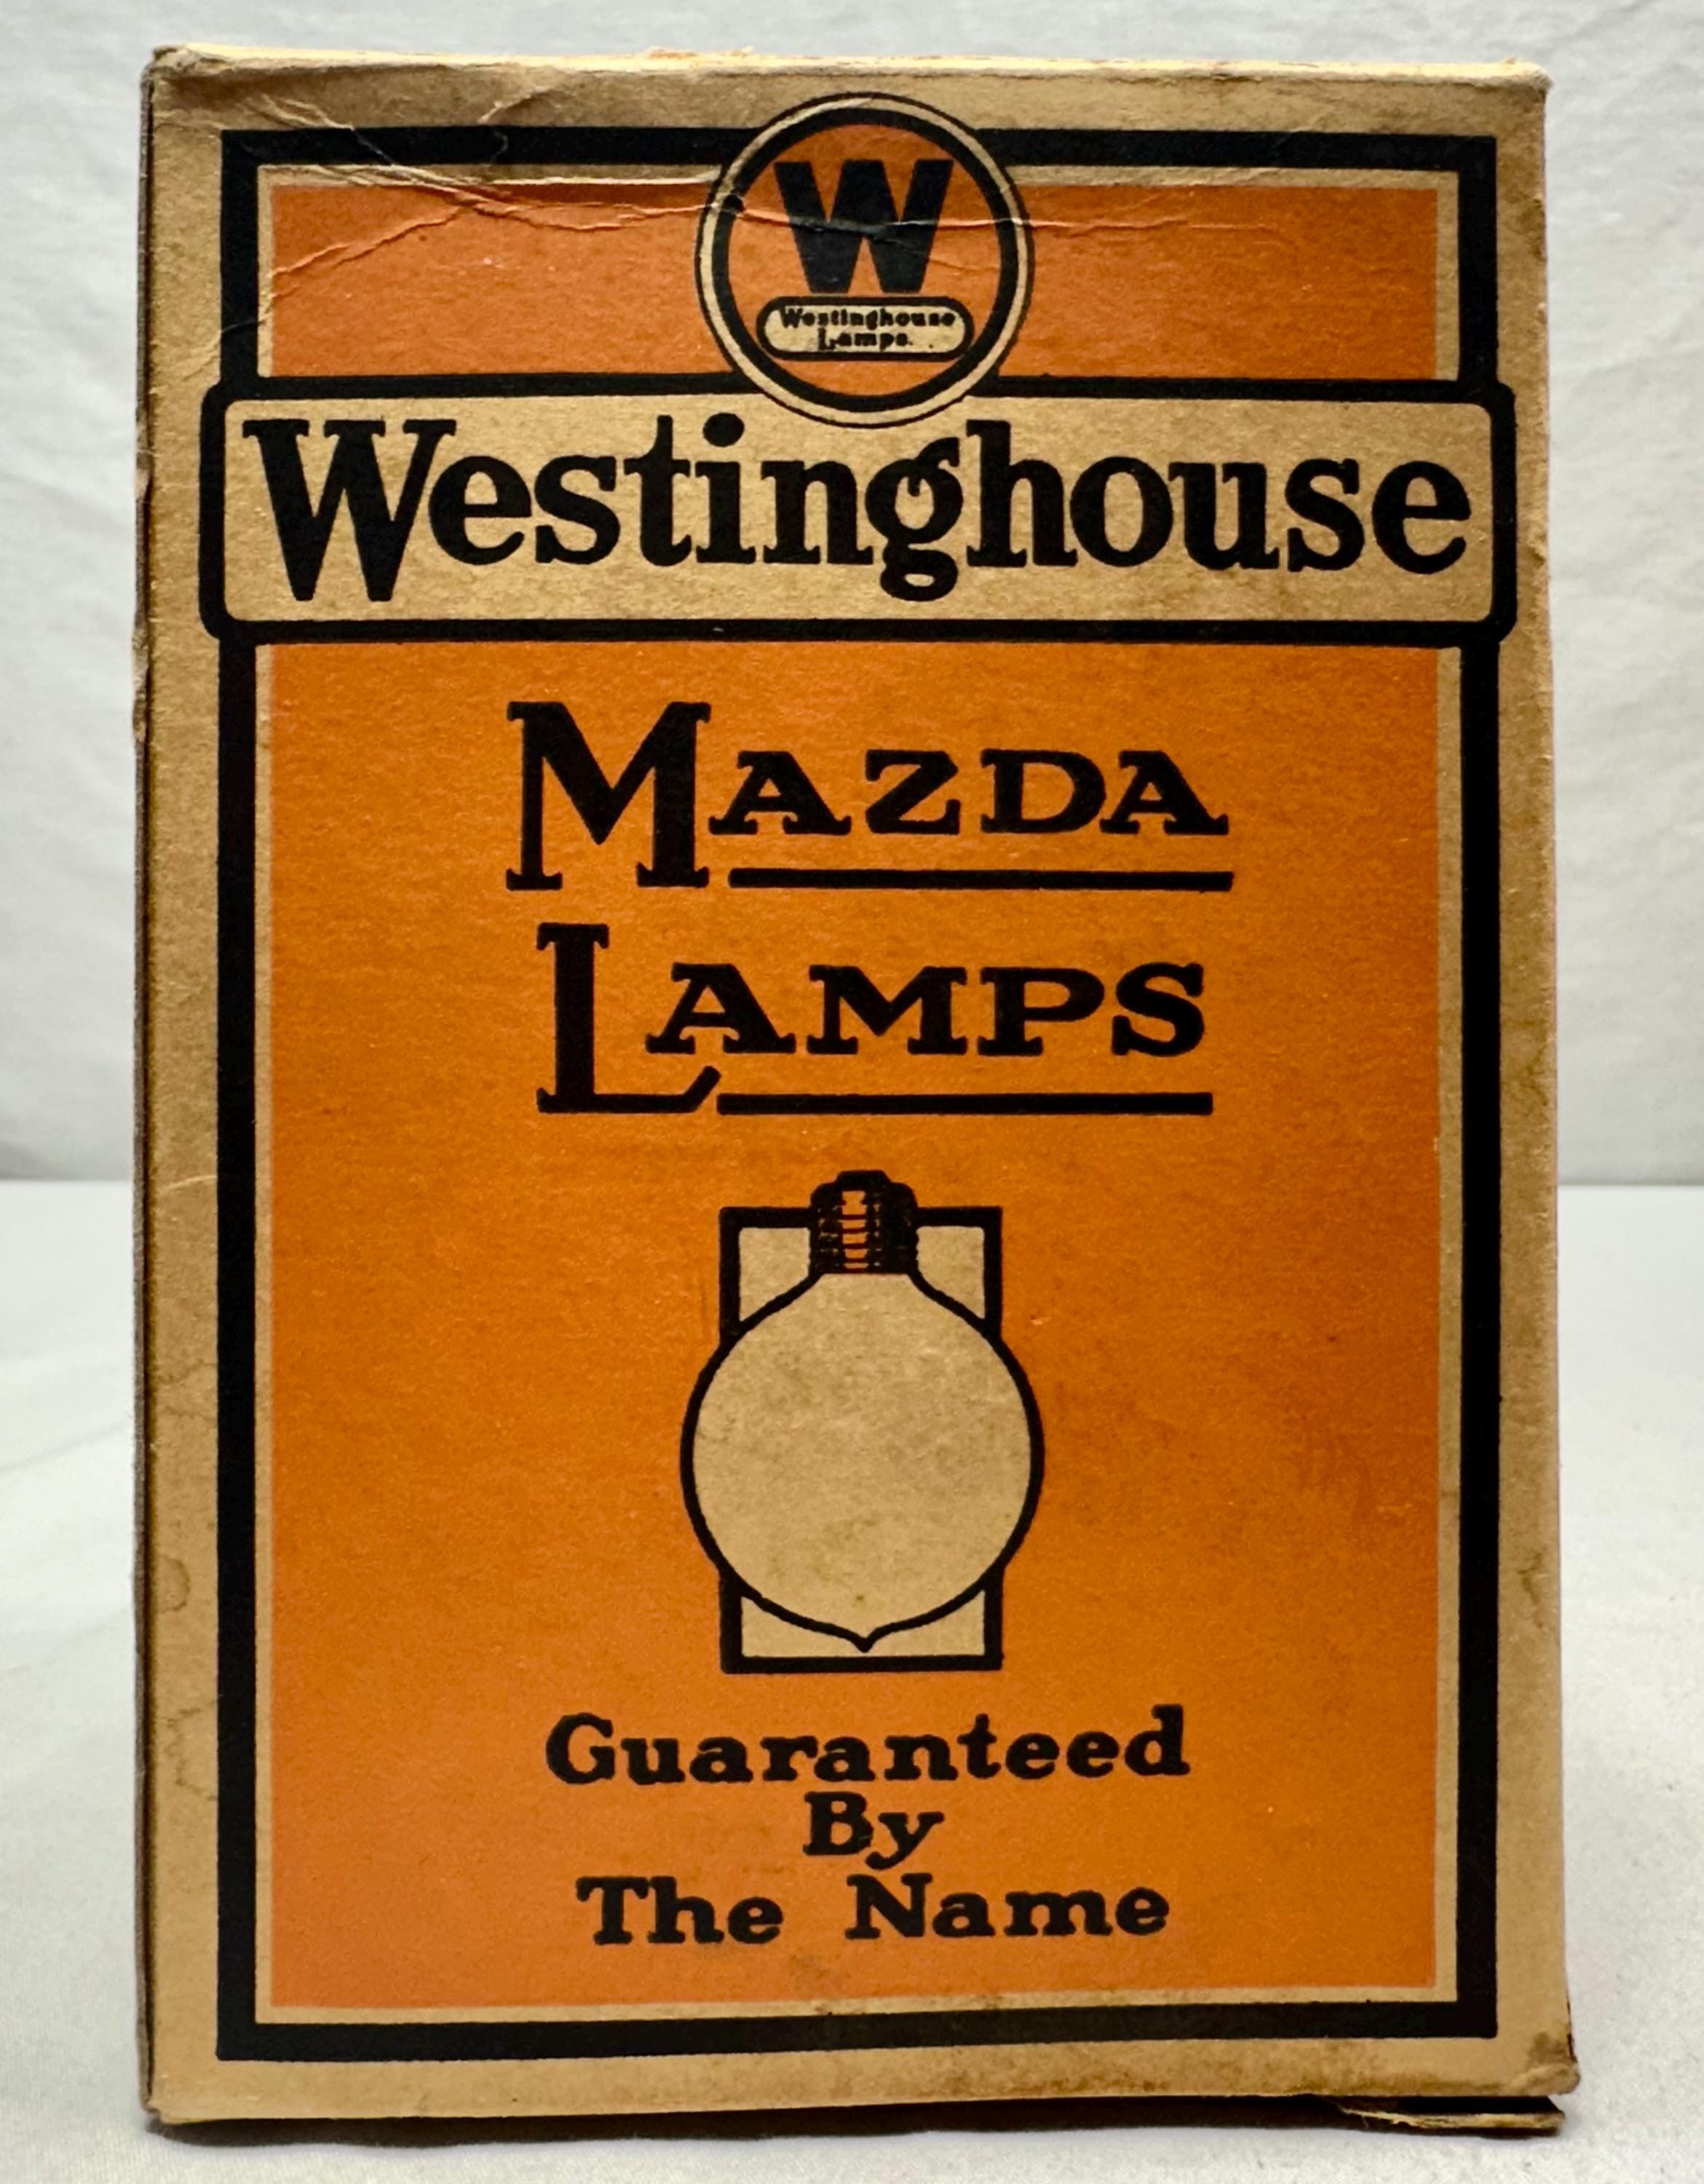 W
Westinghouse
Lamps.
Westinghouse
MAZDA
LAMPS
Guaranteed
By
The Name